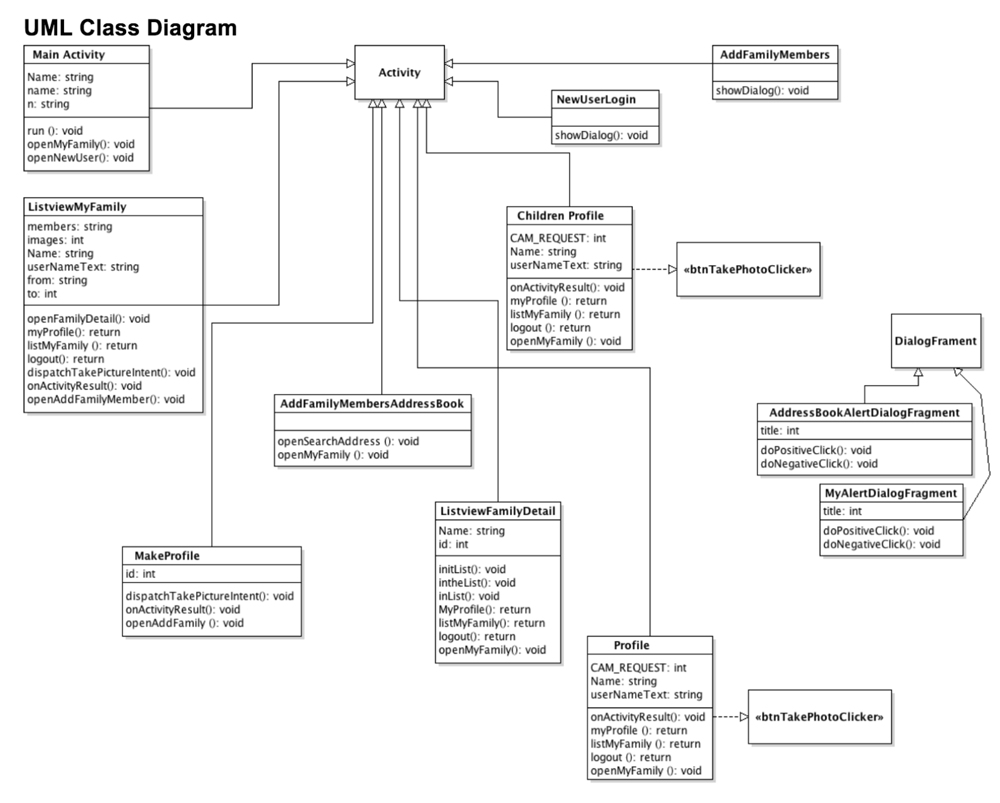 UML Class Diagram
Main Activity
Name: string
name: string
n: string
run (): void
openMyFamily(): void
openNewUser(): void
Activity
AddFamilyMembers
showDialog(): void
NewUserLogin
showDialog(): void
ListviewMyFamily
members: string
images: int
Name: string
userNameText: string
from: string
to: int
openFamilyDetail(): void
myProfile(): return
listMyFamily (): return
logout(): return
dispatchTakePictureIntent(): void
onActivityResult(): void
openAddFamilyMember(): void
Children Profile
CAM_REQUEST: int
Name: string
userNameText: string
onActivityResult(): void
myProfile (): return
listMyFamily (): return
logout (): return
openMyFamily (): void
«btnTakePhotoClicker»
DialogFrament
AddFamilyMembersAddressBook
openSearchAddress (): void
openMyFamily (): void
AddressBookAlertDialogFragment
title: int
doPositiveClick(): void
doNegativeClick(): void
MyAlertDialogFragment
title: int
doPositiveClick(): void
doNegativeClick(): void
ListviewFamilyDetail
Name: string
id: int
initList(): void
intheList(): void
inList(): void
MyProfile(): return
listMyFamily(): return
logout(): return
openMyFamily(): void
MakeProfile
id: int
dispatchTakePictureIntent(): void
onActivityResult(): void
openAddFamily (): void
Profile
CAM_REQUEST: int
Name: string
userNameText: string
onActivityResult(): void
myProfile (): return
listMyFamily (): return
logout (): return
openMyFamily (): void
«btnTakePhotoClicker»